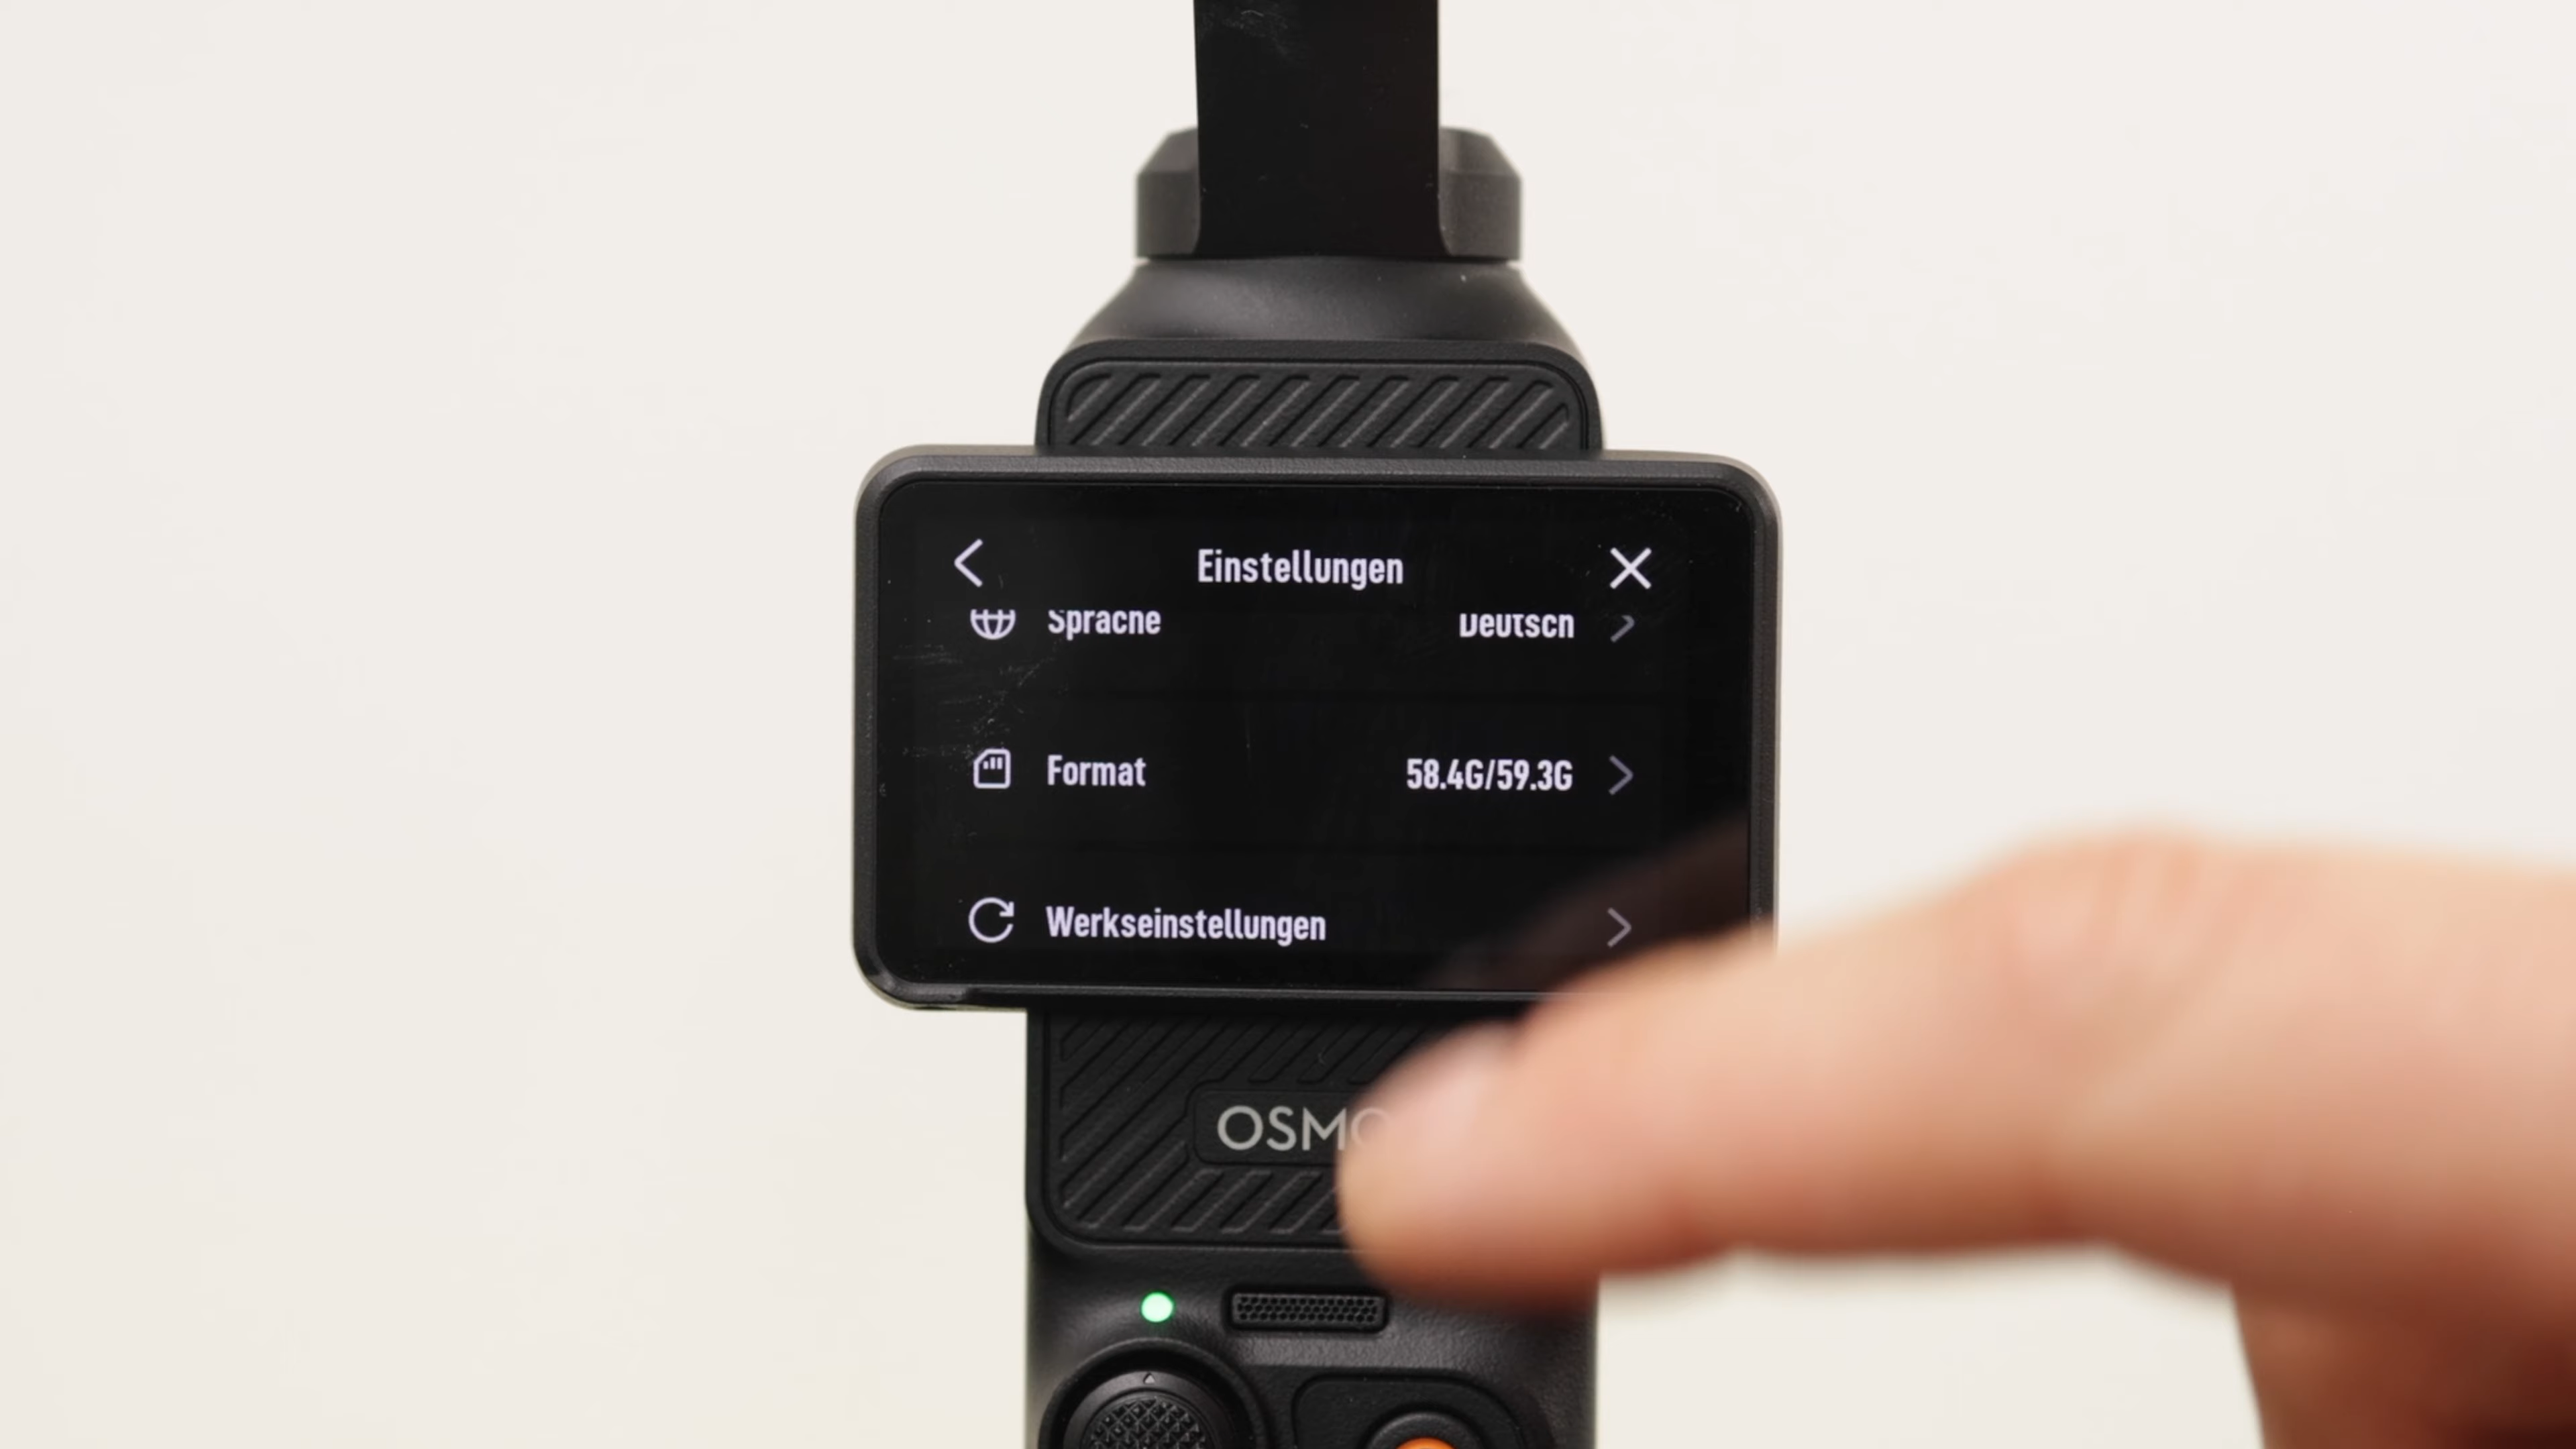 Einstellungen
Sprache Deutsch
Format 58.4G/59.3G
Werkseinstellungen
OSMO